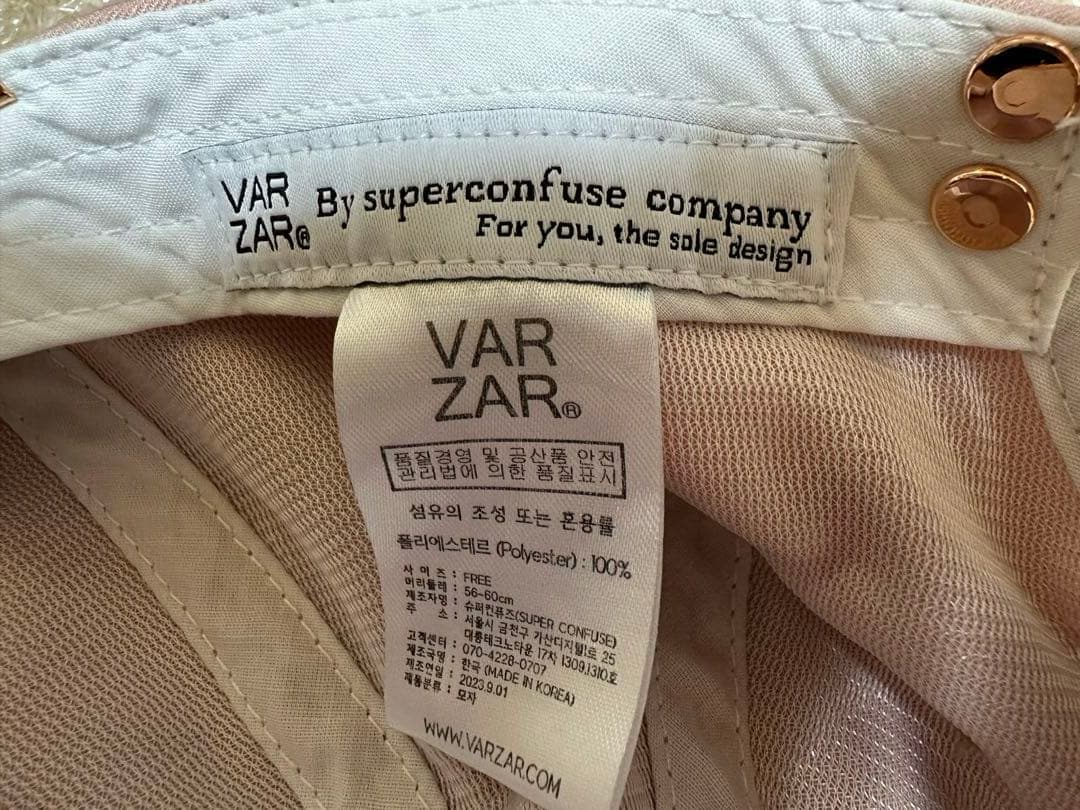 VAR
ZAR®
By superconfuse company
For you, the sole design
VAR
ZAR®
품질경영 및 공산품 안전
관리법에 의한 품질표시
섬유의 조성 또는 혼용률
폴리에스테르 (Polyester) : 100%
사 이 즈 : FREE
머리둘레 : 56-60cm
제조자명 : 슈퍼컨퓨즈(SUPER CONFUSE)
주 소 : 서울시 금천구 가산디지털1로 25
대륭테크노타운 17차 1309,1310호
고객센터 : 070-4228-0707
제조국명 : 한국 (MADE IN KOREA)
제조연월 : 2023.9.01
제품분류 : 모자
WWW.VARZAR.COM